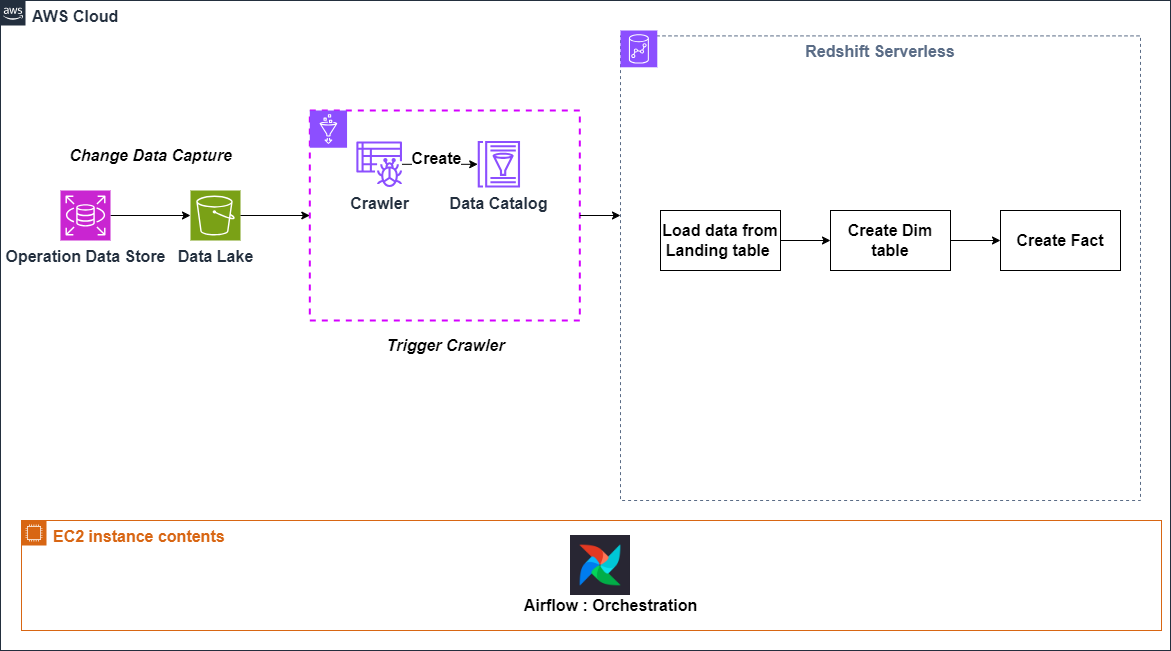 aws
AWS Cloud
Redshift Serverless
Change Data Capture
Create
Crawler
Data Catalog
Operation Data Store
Data Lake
Load data from
Landing table
Create Dim
table
Create Fact
Trigger Crawler
EC2 instance contents
Airflow : Orchestration